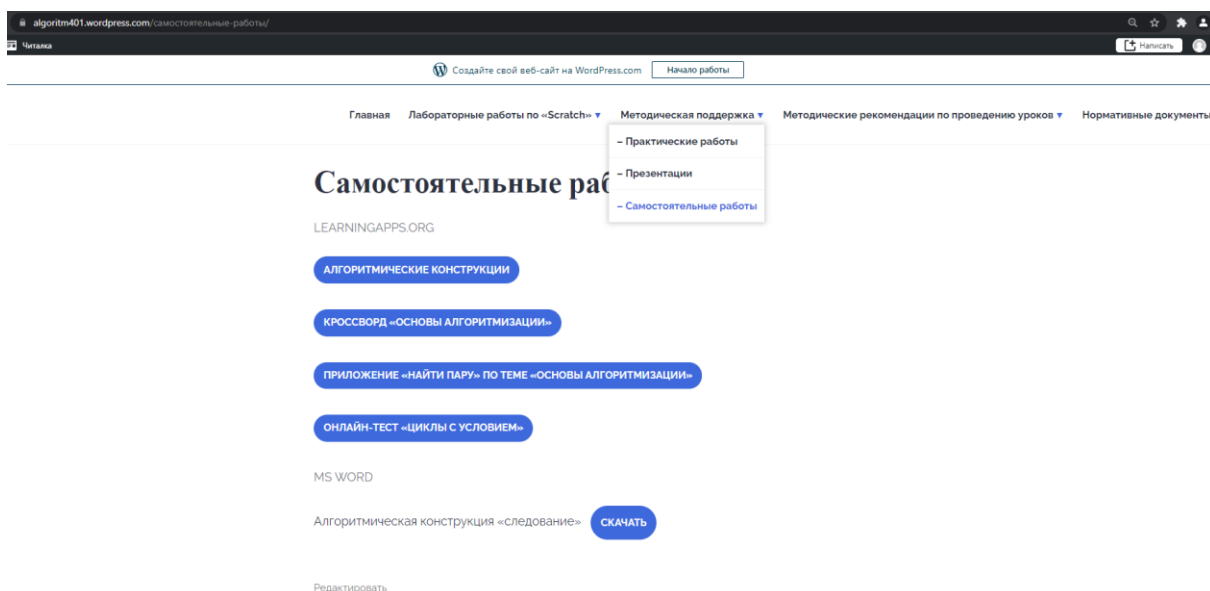 algoritm401.wordpress.com/самостоятельные-работы/
Читалка
Написать
Создайте свой веб-сайт на WordPress.com Начало работы
Главная Лабораторные работы по «Scratch» ▾ Методическая поддержка ▾ Методические рекомендации по проведению уроков ▾ Нормативные документы
– Практические работы
– Презентации
– Самостоятельные работы
Самостоятельные раб
LEARNINGAPPS.ORG
АЛГОРИТМИЧЕСКИЕ КОНСТРУКЦИИ
КРОССВОРД «ОСНОВЫ АЛГОРИТМИЗАЦИИ»
ПРИЛОЖЕНИЕ «НАЙТИ ПАРУ» ПО ТЕМЕ «ОСНОВЫ АЛГОРИТМИЗАЦИИ»
ОНЛАЙН-ТЕСТ «ЦИКЛЫ С УСЛОВИЕМ»
MS WORD
Алгоритмическая конструкция «следование» СКАЧАТЬ
Редактировать